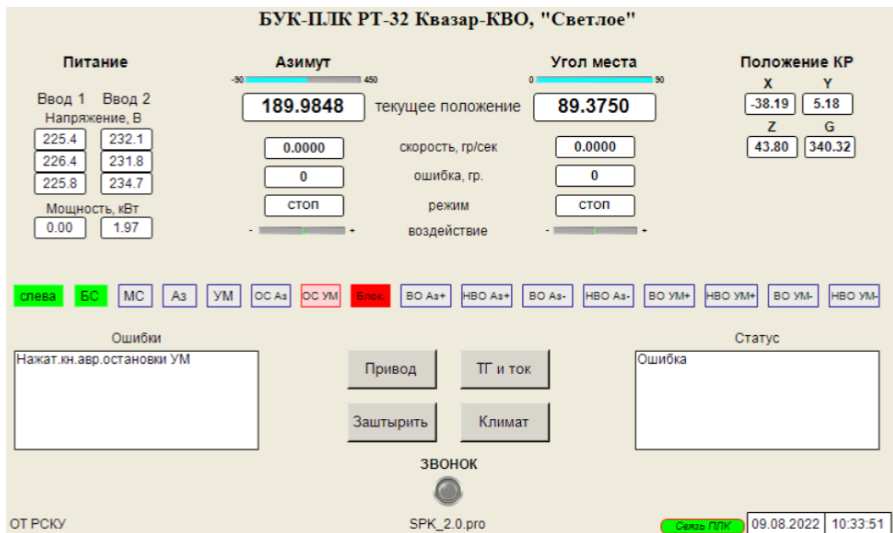 БУК-ПЛК РТ-32 Квазар-КВО, "Светлое"
Питание Азимут Угол места Положение КР
-90 450 0 90 X Y
Ввод 1 Ввод 2 189.9848 текущее положение 89.3750 -38.19 5.18
Напряжение, В Z G
225.4 232.1 0.0000 скорость, гр/сек 0.0000 43.80 340.32
226.4 231.8 0 ошибка, гр. 0
225.8 234.7 стоп режим стоп
Мощность, кВт
0.00 1.97 - + воздействие - +
спева БС МС Аз УМ ОС Аз ОС УМ Блок. ВО Аз+ НВО Аз+ ВО Аз- НВО Аз- ВО УМ+ НВО УМ+ ВО УМ- НВО УМ-
Ошибки Статус
Нажат.кн.авр.остановки УМ Ошибка
Привод ТГ и ток
Заштырить Климат
ЗВОНОК
ОТ РСКУ SPK_2.0.pro Связь ПЛК 09.08.2022 10:33:51